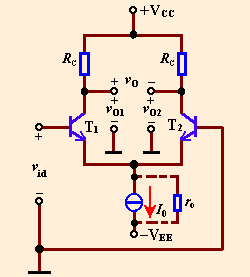 +VCC
RC
RC
+ vO −
+ −
vO1 vO2
− +
T1
T2
+
vid
−
I0
ro
−VEE